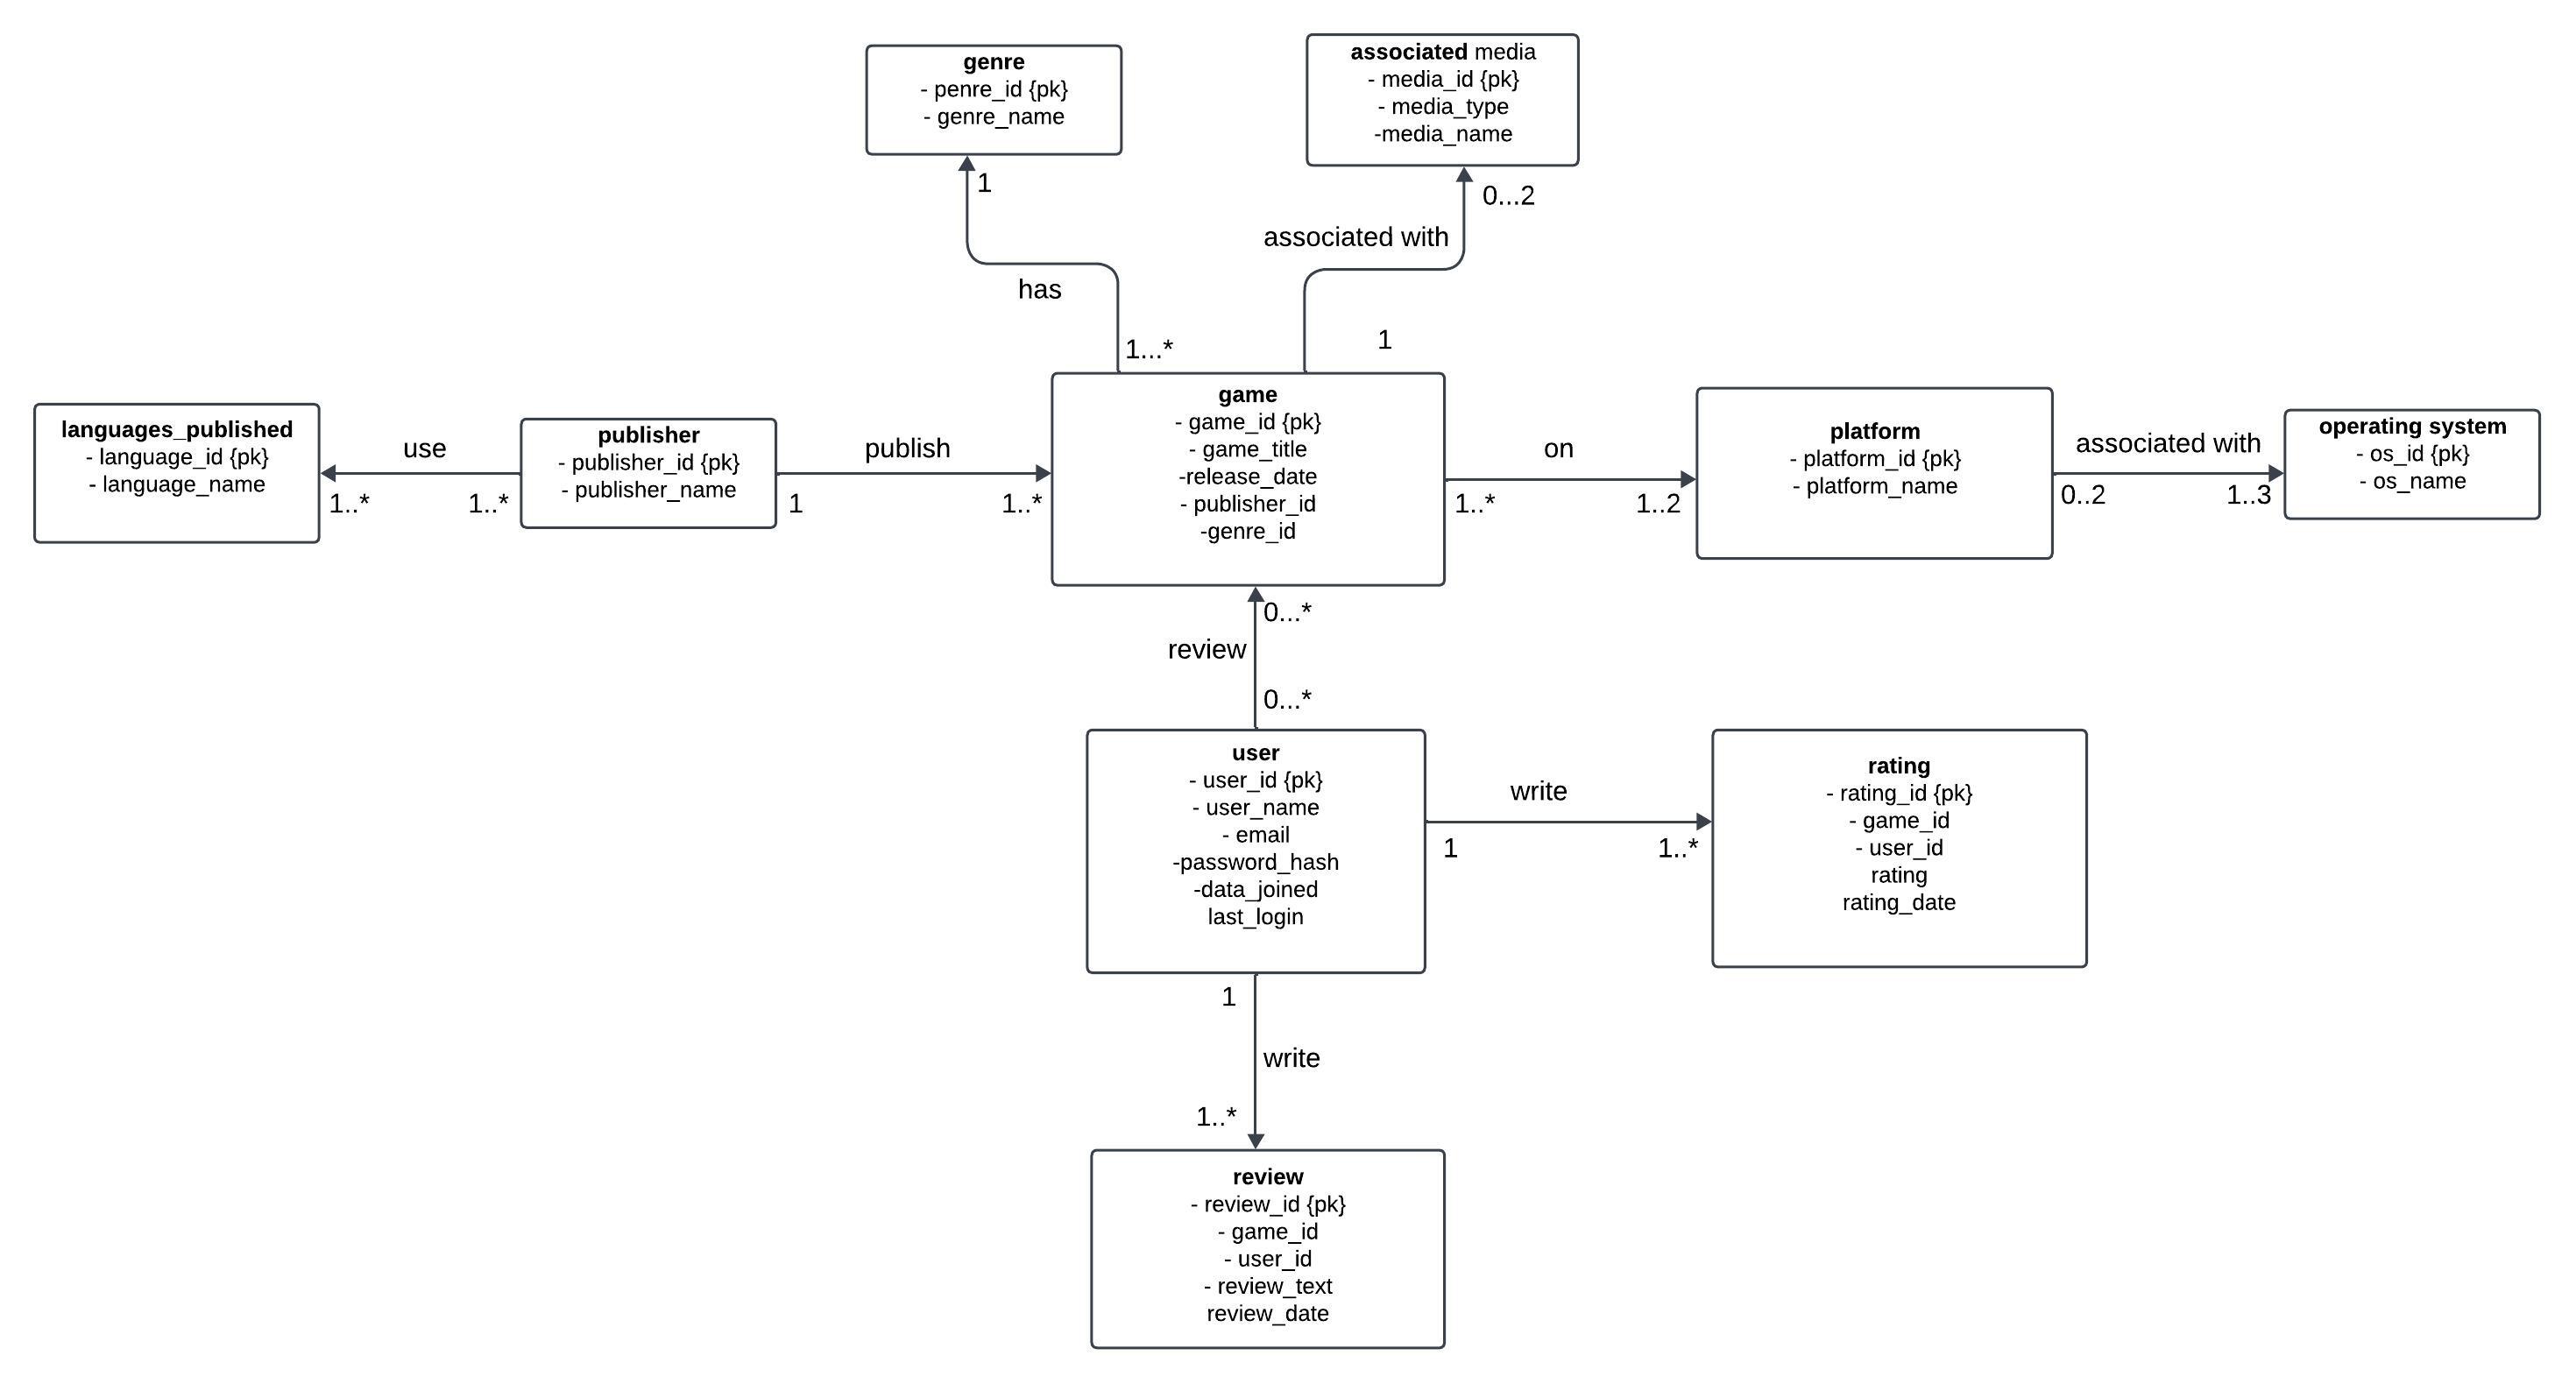 genre
- penre_id {pk}
- genre_name
associated media
- media_id {pk}
- media_type
-media_name
1
0...2
associated with
has
1...*
1
languages_published
- language_id {pk}
- language_name
use
1..*
1..*
publisher
- publisher_id {pk}
- publisher_name
publish
1
1..*
game
- game_id {pk}
- game_title
-release_date
- publisher_id
-genre_id
on
1..*
1..2
platform
- platform_id {pk}
- platform_name
associated with
0..2
1..3
operating system
- os_id {pk}
- os_name
0...*
review
0...*
user
- user_id {pk}
- user_name
- email
-password_hash
-data_joined
last_login
write
1
1..*
rating
- rating_id {pk}
- game_id
- user_id
rating
rating_date
1
write
1..*
review
- review_id {pk}
- game_id
- user_id
- review_text
review_date